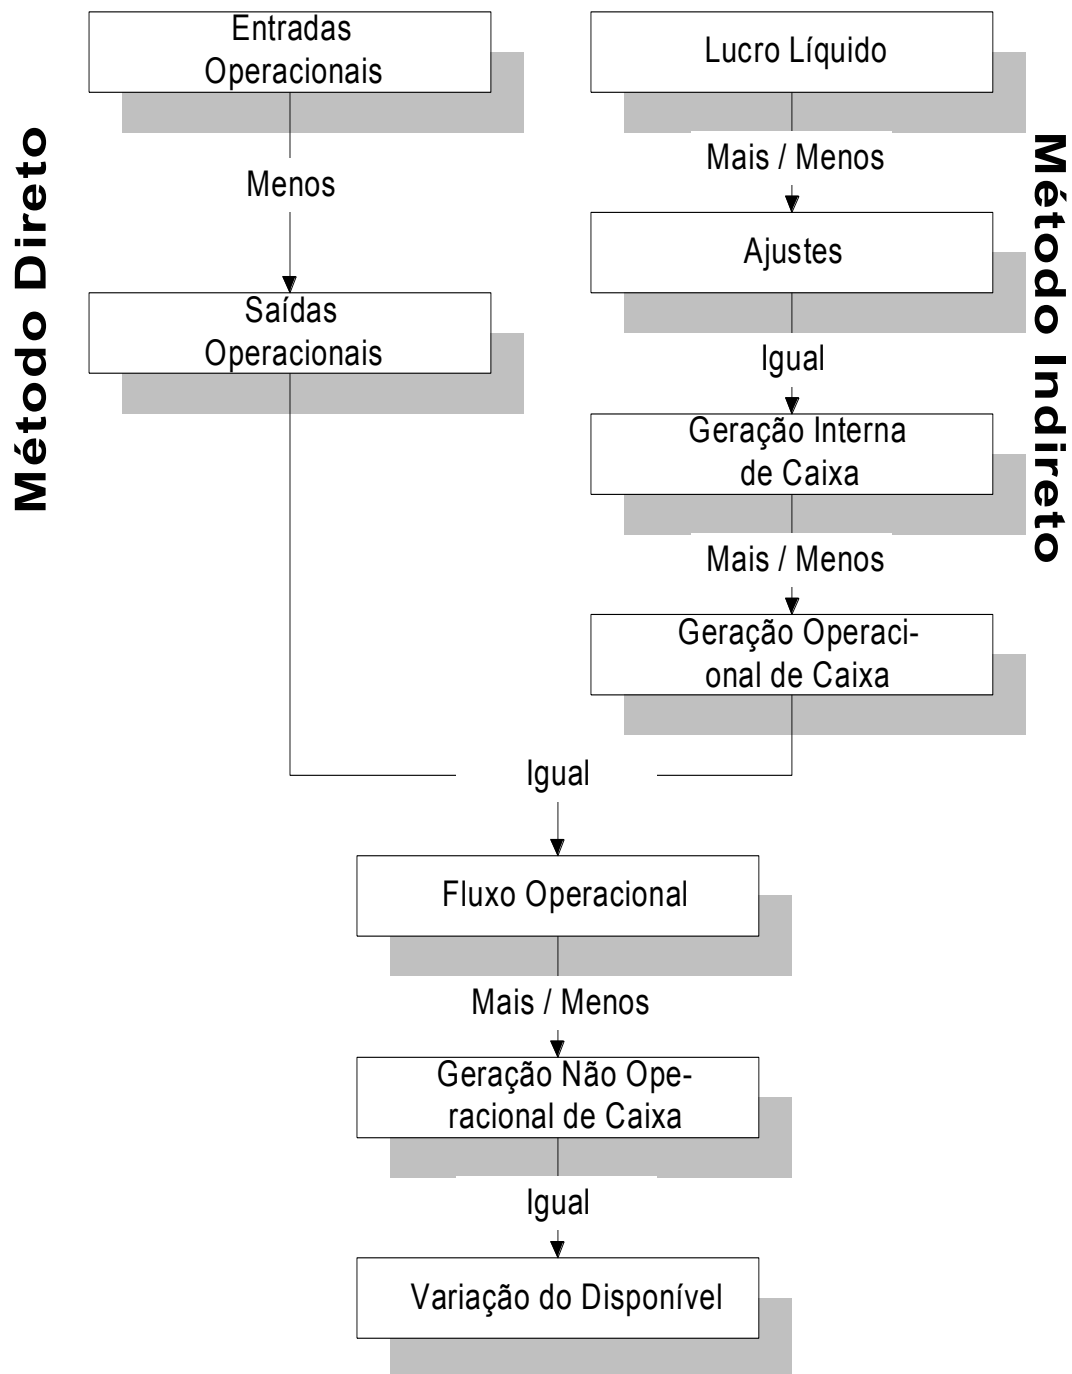 Método Direto
Entradas
Operacionais
Menos
Saídas
Operacionais
Método Indireto
Lucro Líquido
Mais / Menos
Ajustes
Igual
Geração Interna
de Caixa
Mais / Menos
Geração Operaci-
onal de Caixa
Igual
Fluxo Operacional
Mais / Menos
Geração Não Ope-
racional de Caixa
Igual
Variação do Disponível